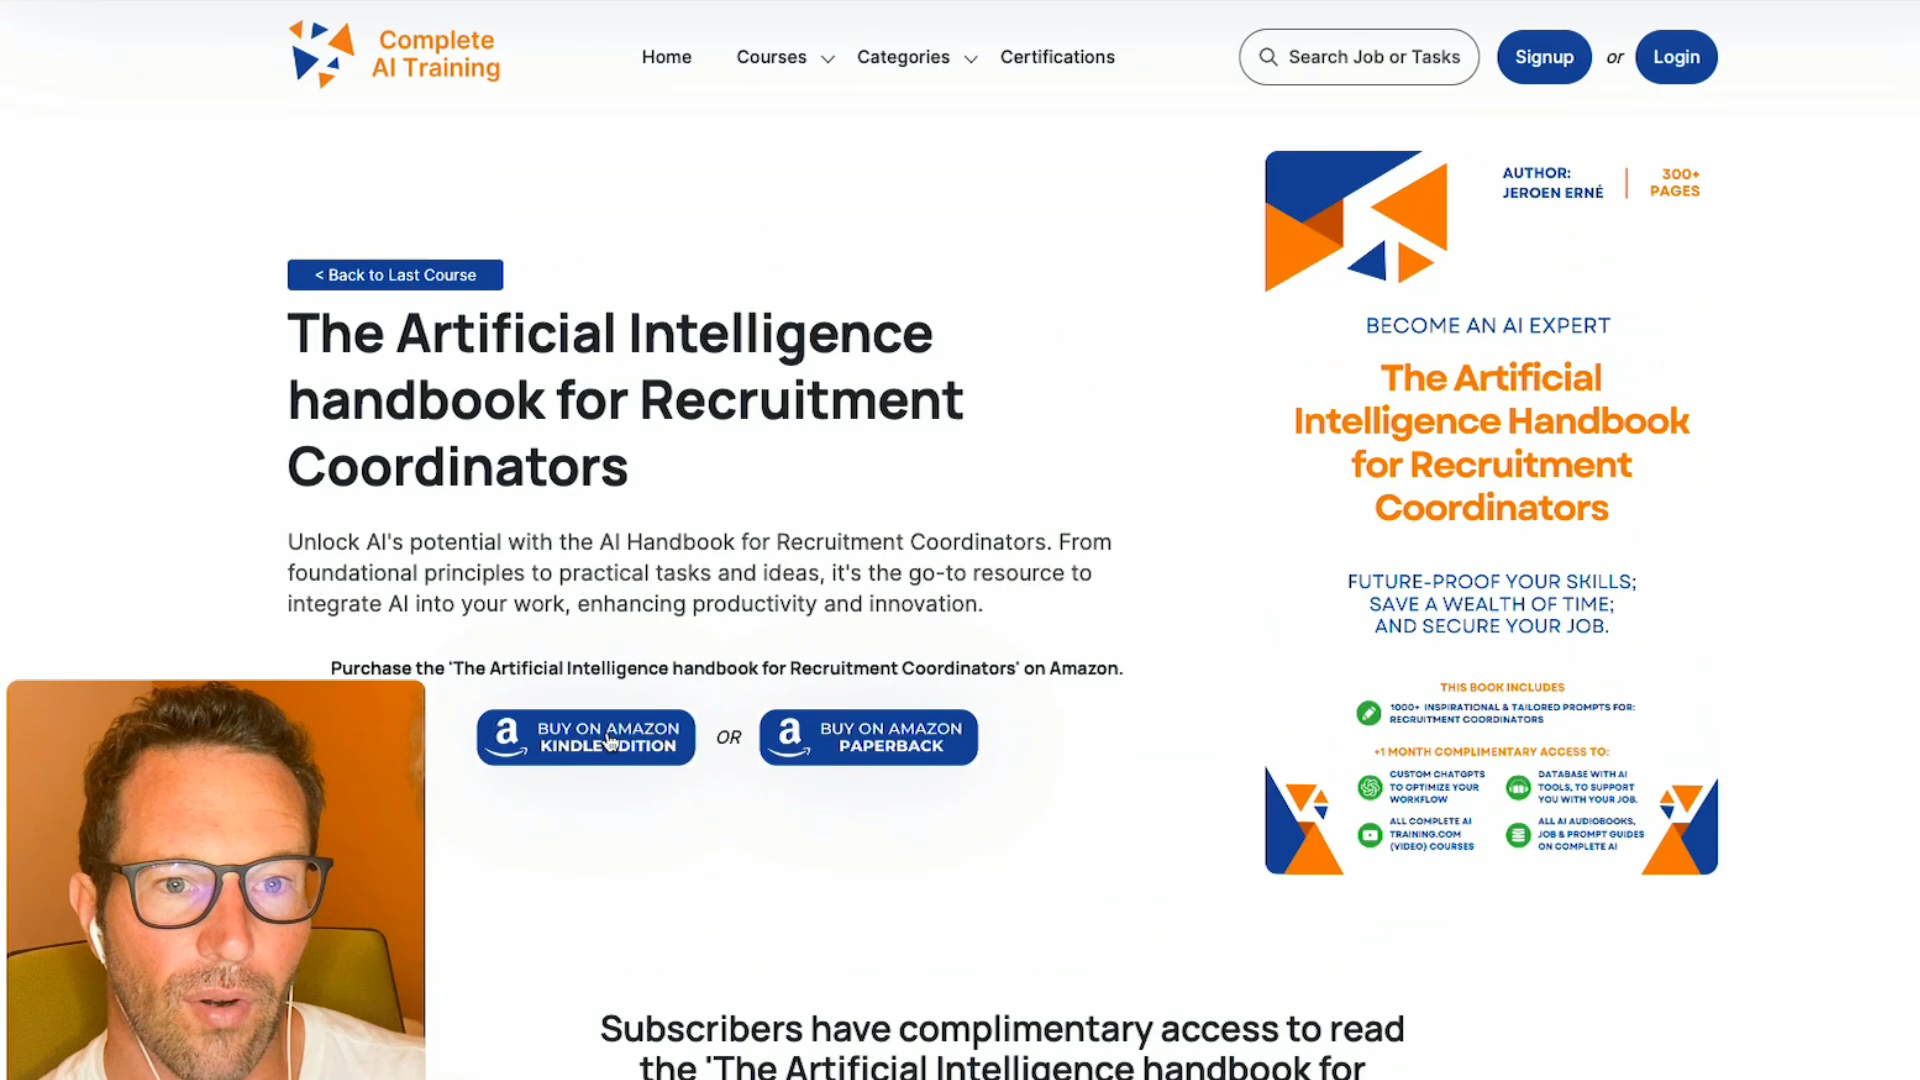 Complete
AI Training
Home
Courses
Categories
Certifications
Search Job or Tasks
Signup
or
Login
< Back to Last Course
The Artificial Intelligence
handbook for Recruitment
Coordinators
Unlock AI's potential with the AI Handbook for Recruitment Coordinators. From
foundational principles to practical tasks and ideas, it's the go-to resource to
integrate AI into your work, enhancing productivity and innovation.
Purchase the 'The Artificial Intelligence handbook for Recruitment Coordinators' on Amazon.
a
BUY ON AMAZON
KINDLE EDITION
OR
a
BUY ON AMAZON
PAPERBACK
AUTHOR:
JEROEN ERNÉ
300+
PAGES
BECOME AN AI EXPERT
The Artificial
Intelligence Handbook
for Recruitment
Coordinators
FUTURE-PROOF YOUR SKILLS;
SAVE A WEALTH OF TIME;
AND SECURE YOUR JOB.
THIS BOOK INCLUDES
1000+ INSPIRATIONAL & TAILORED PROMPTS FOR:
RECRUITMENT COORDINATORS
+1 MONTH COMPLIMENTARY ACCESS TO:
CUSTOM CHATGPTS
TO OPTIMIZE YOUR
WORKFLOW
DATABASE WITH AI
TOOLS, TO SUPPORT
YOU WITH YOUR JOB.
ALL COMPLETE AI
TRAINING.COM
(VIDEO) COURSES
ALL AI AUDIOBOOKS,
JOB & PROMPT GUIDES
ON COMPLETE AI
Subscribers have complimentary access to read
the 'The Artificial Intelligence handbook for